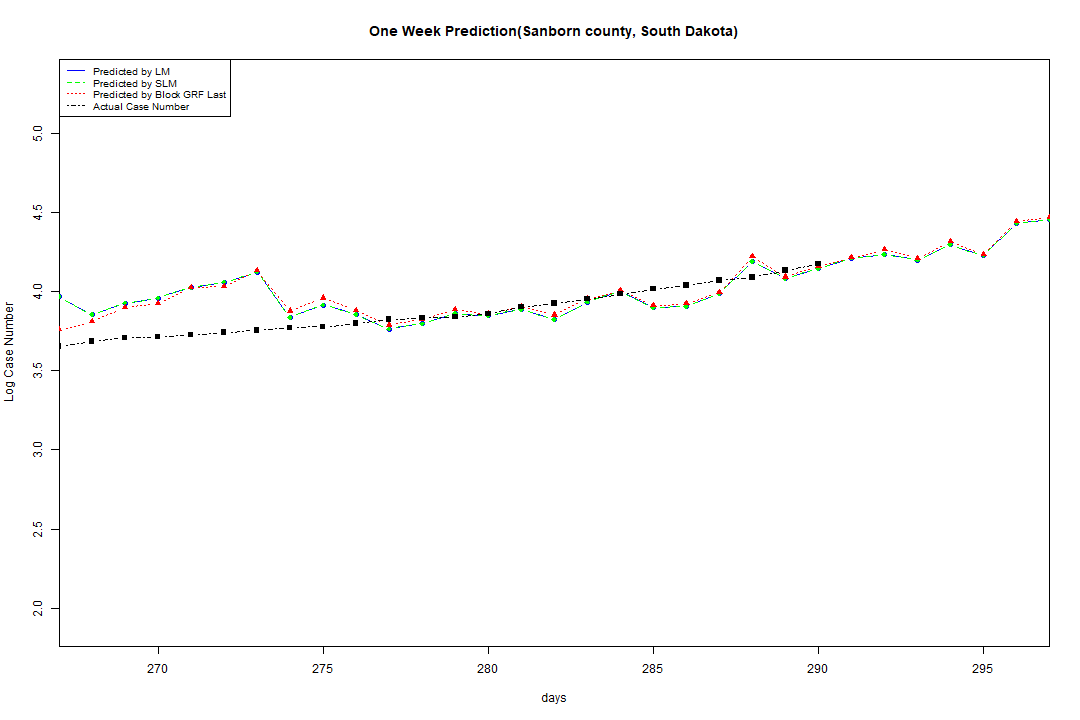 One Week Prediction(Sanborn county, South Dakota)
Predicted by LM
Predicted by SLM
Predicted by Block GRF Last
Actual Case Number
5.0
4.5
4.0
3.5
3.0
2.5
2.0
Log Case Number
270 275 280 285 290 295
days